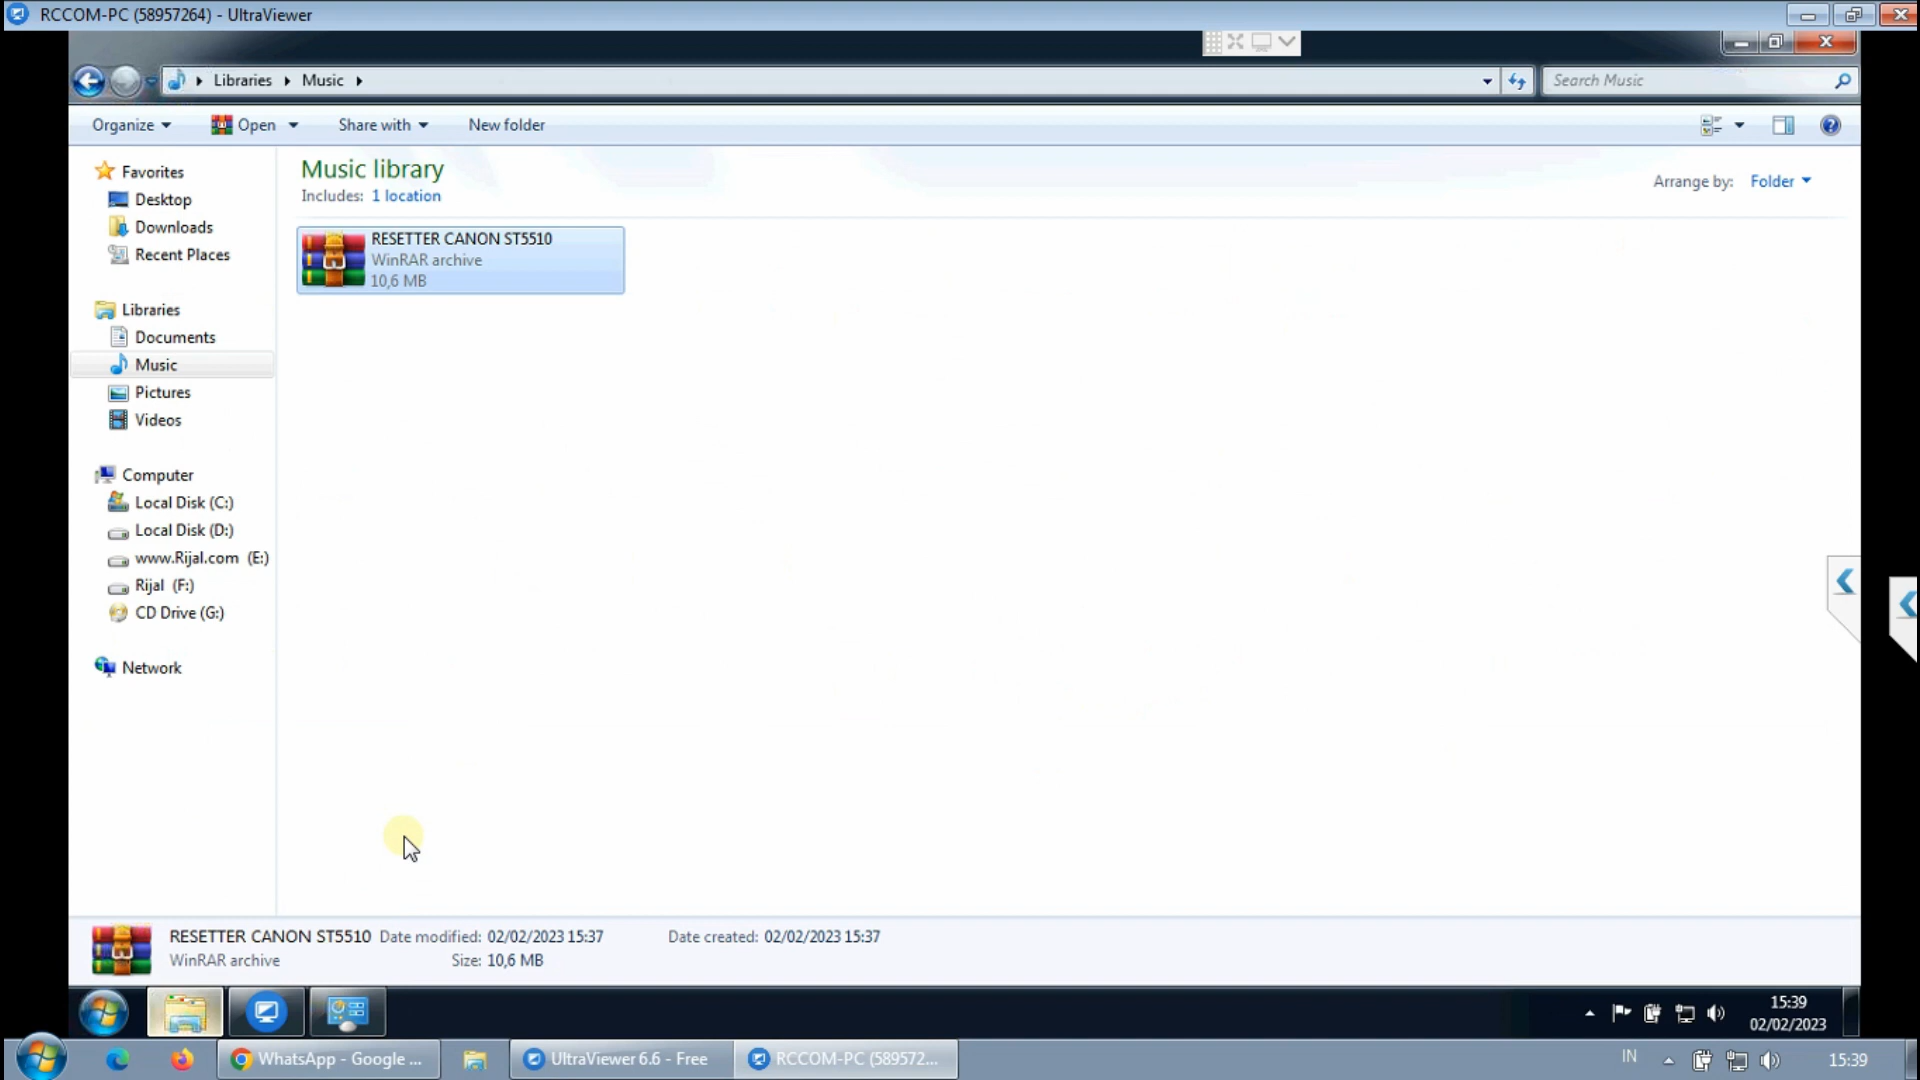 RCCOM-PC (58957264) - UltraViewer
Libraries Music
Search Music
Organize Open Share with New folder
Music library
Includes: 1 location
Arrange by: Folder
RESETTER CANON ST5510
WinRAR archive
10,6 MB
Favorites
Desktop
Downloads
Recent Places
Libraries
Documents
Music
Pictures
Videos
Computer
Local Disk (C:)
Local Disk (D:)
www.Rijal.com (E:)
Rijal (F:)
CD Drive (G:)
Network
RESETTER CANON ST5510 Date modified: 02/02/2023 15:37 Date created: 02/02/2023 15:37
WinRAR archive Size: 10,6 MB
15:39
02/02/2023
WhatsApp - Google ... UltraViewer 6.6 - Free RCCOM-PC (589572... IN 15:39